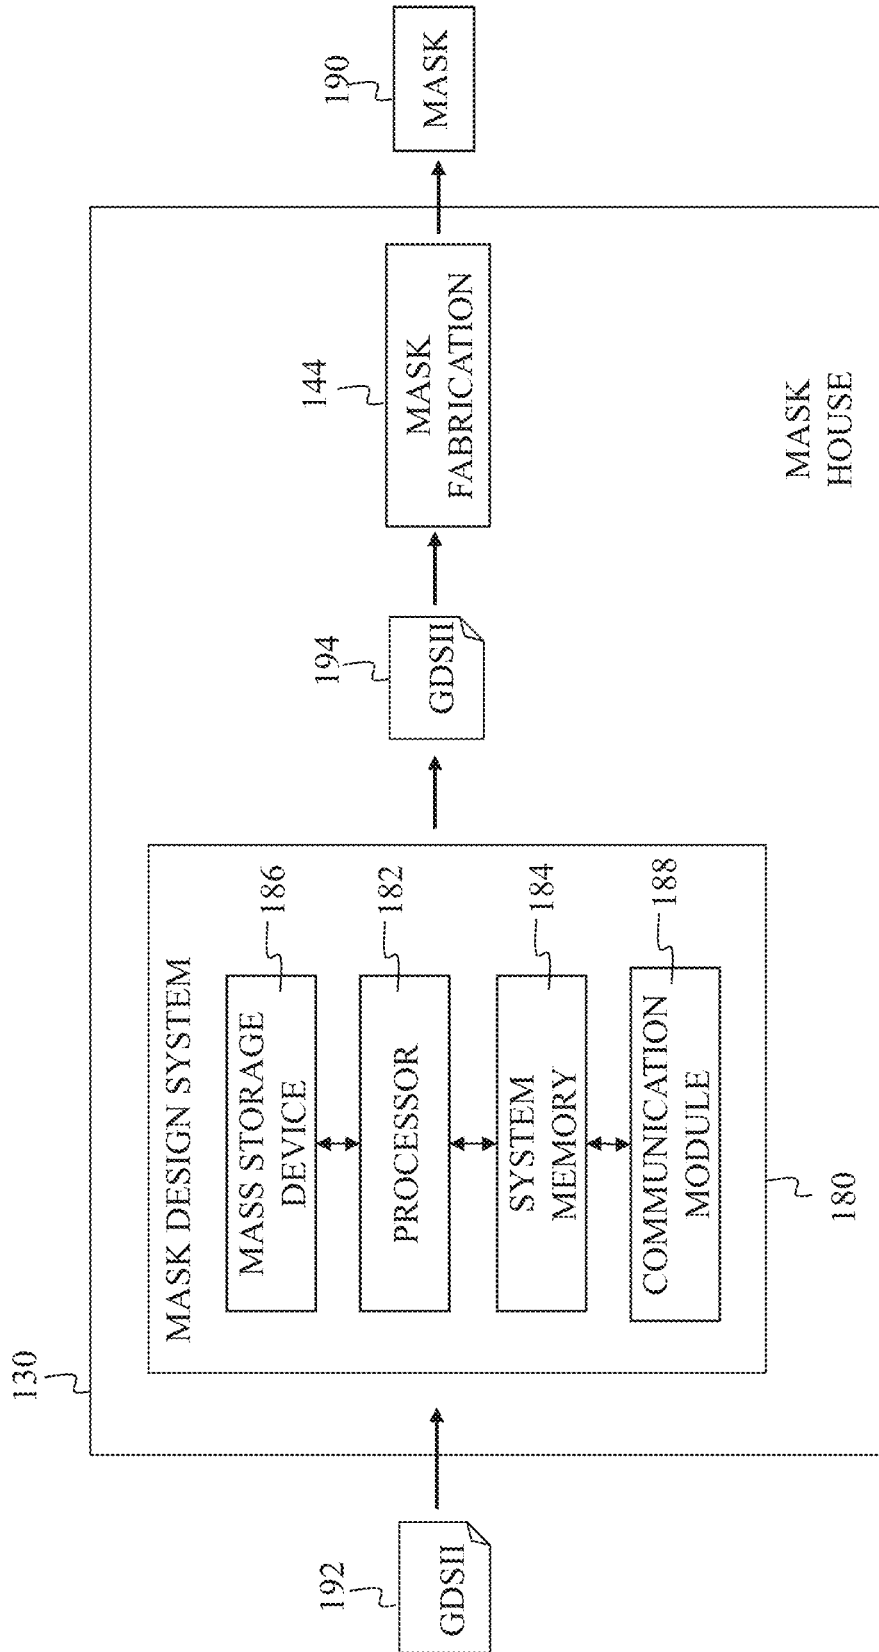 130
MASK DESIGN SYSTEM
MASS STORAGE
DEVICE
186
PROCESSOR
182
SYSTEM
MEMORY
184
COMMUNICATION
MODULE
188
180
192
GDSII
194
GDSII
144
MASK
FABRICATION
190
MASK
MASK
HOUSE